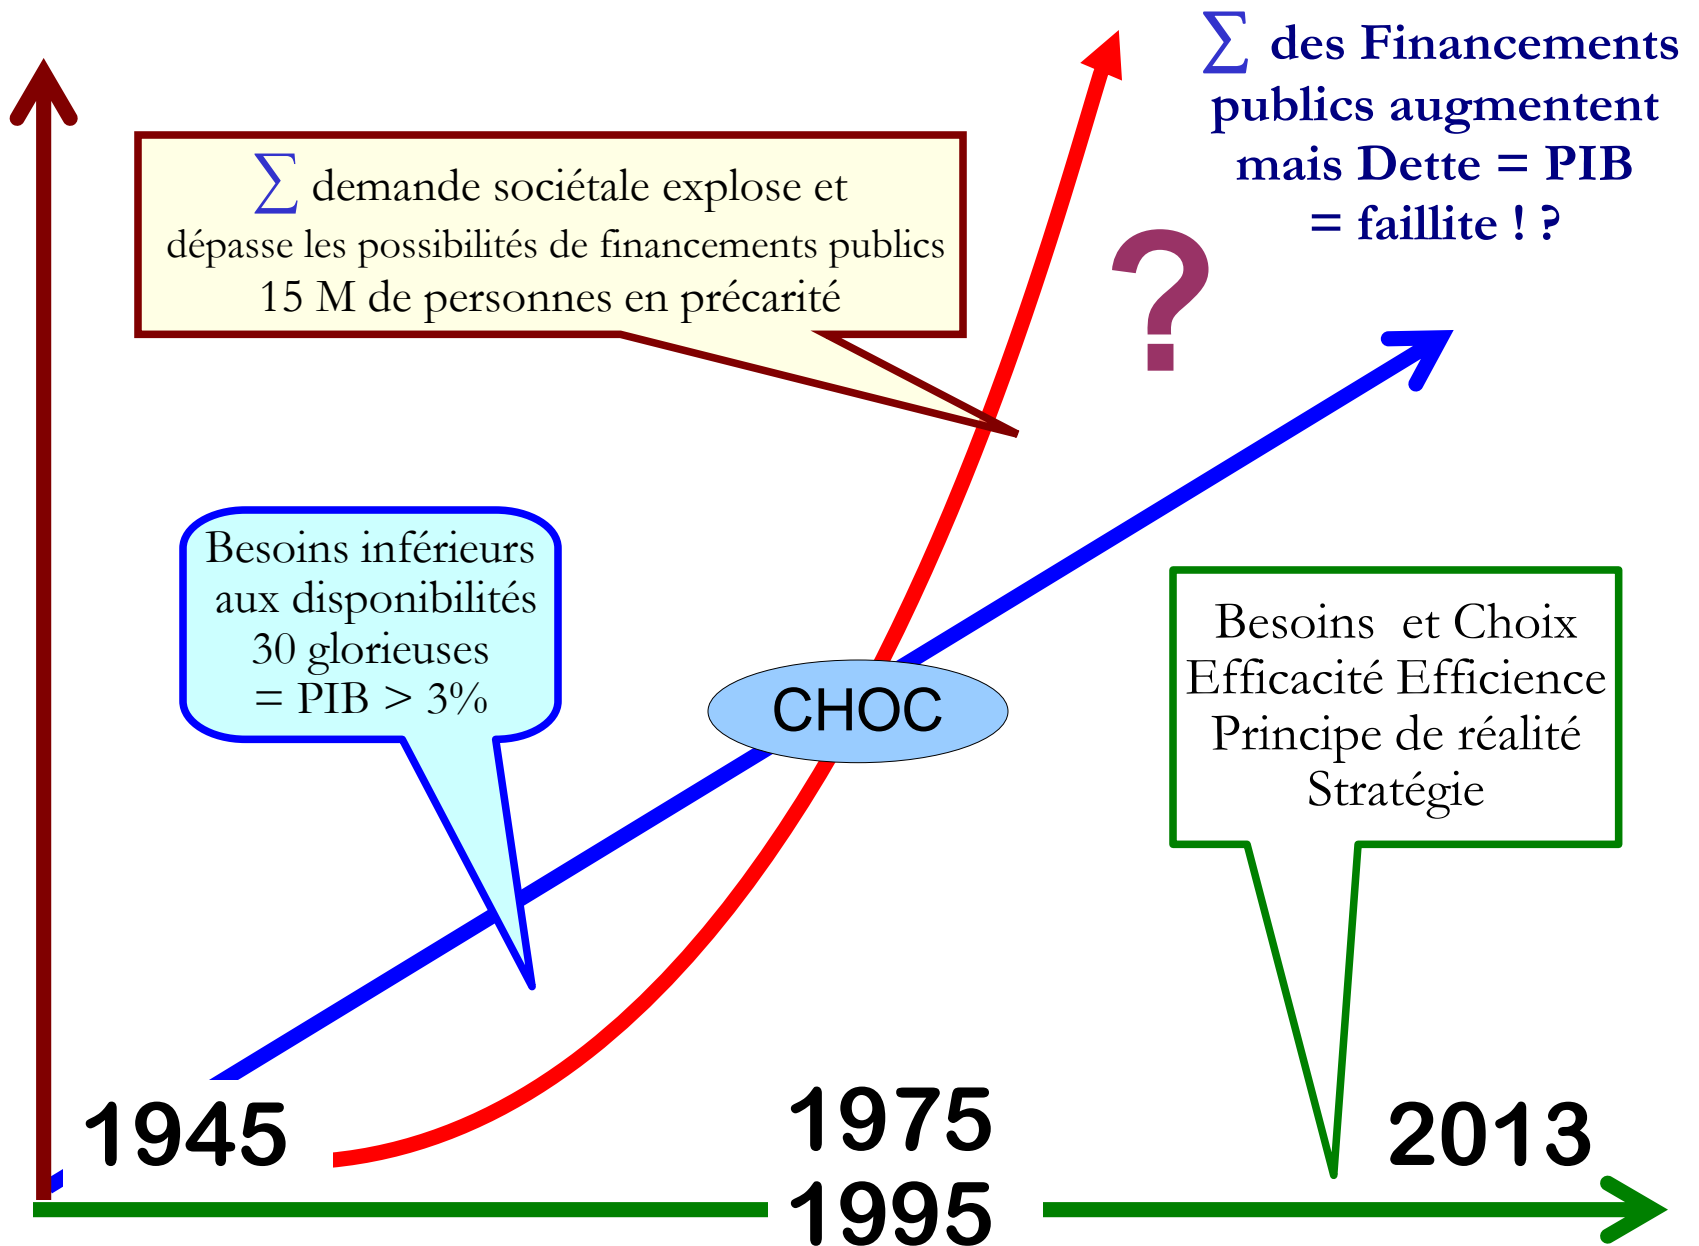 ∑ des Financements
publics augmentent
mais Dette = PIB
= faillite ! ?
∑ demande sociétale explose et
dépasse les possibilités de financements publics
15 M de personnes en précarité
?
Besoins inférieurs
aux disponibilités
30 glorieuses
= PIB > 3%
Besoins et Choix
Efficacité Efficience
Principe de réalité
Stratégie
CHOC
1945
1975
1995
2013